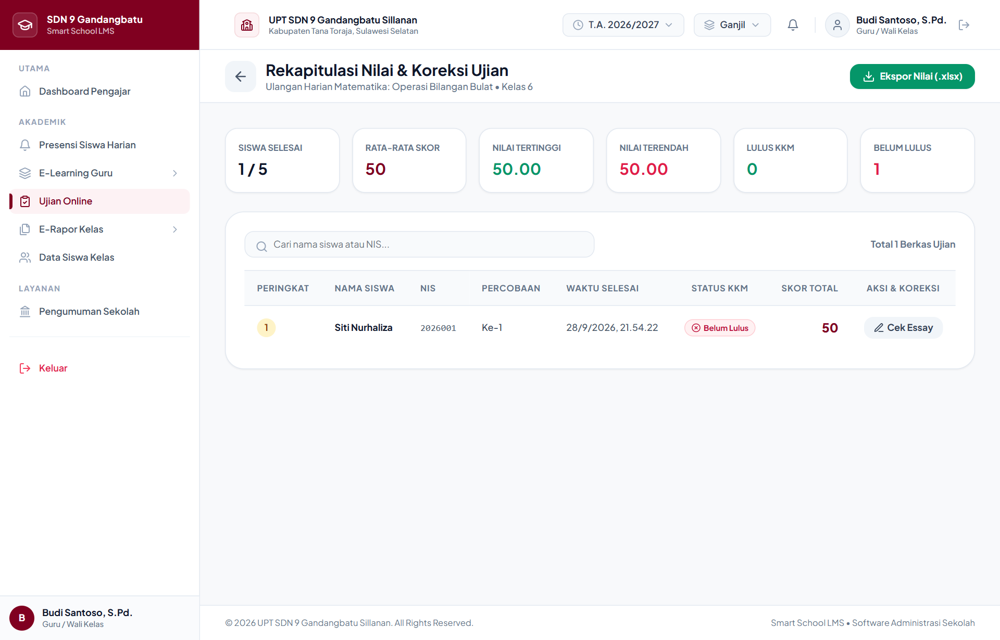 SDN 9 Gandangbatu
Smart School LMS
UTAMA
Dashboard Pengajar
AKADEMIK
Presensi Siswa Harian
E-Learning Guru
Ujian Online
E-Rapor Kelas
Data Siswa Kelas
LAYANAN
Pengumuman Sekolah
Keluar
B
Budi Santoso, S.Pd.
Guru / Wali Kelas
UPT SDN 9 Gandangbatu Sillanan
Kabupaten Tana Toraja, Sulawesi Selatan
T.A. 2026/2027
Ganjil
Budi Santoso, S.Pd.
Guru / Wali Kelas
Rekapitulasi Nilai & Koreksi Ujian
Ulangan Harian Matematika: Operasi Bilangan Bulat • Kelas 6
Ekspor Nilai (.xlsx)
SISWA SELESAI
1 / 5
RATA-RATA SKOR
50
NILAI TERTINGGI
50.00
NILAI TERENDAH
50.00
LULUS KKM
0
BELUM LULUS
1
Cari nama siswa atau NIS...
Total 1 Berkas Ujian
PERINGKAT NAMA SISWA NIS PERCOBAAN WAKTU SELESAI STATUS KKM SKOR TOTAL AKSI & KOREKSI
1 Siti Nurhaliza 2026001 Ke-1 28/9/2026, 21.54.22 Belum Lulus 50 Cek Essay
© 2026 UPT SDN 9 Gandangbatu Sillanan. All Rights Reserved.
Smart School LMS • Software Administrasi Sekolah